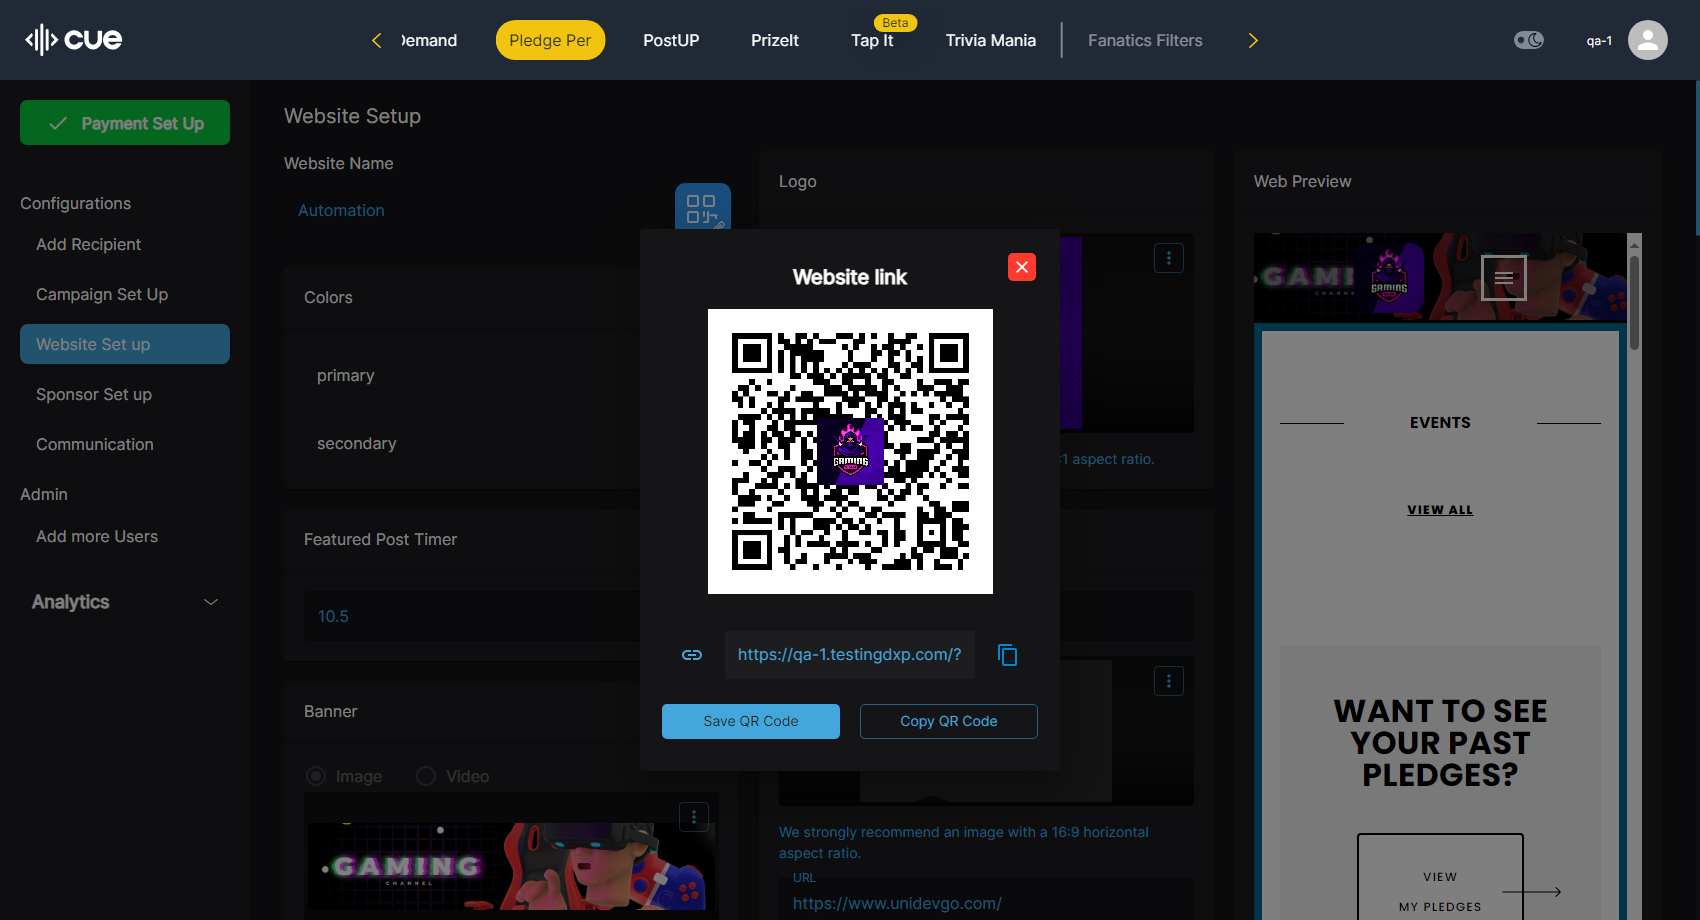 cue
Demand
Pledge Per
PostUP
PrizeIt
Beta
Tap It
Trivia Mania
Fanatics Filters
qa-1
Payment Set Up
Configurations
Add Recipient
Campaign Set Up
Website Set up
Sponsor Set up
Communication
Admin
Add more Users
Analytics
Website Setup
Website Name
Automation
Colors
primary
secondary
Featured Post Timer
10.5
Banner
Image
Video
GAMING
CHANNEL
Logo
:1 aspect ratio.
We strongly recommend an image with a 16:9 horizontal
aspect ratio.
URL
https://www.unidevgo.com/
Website link
GAMING
https://qa-1.testingdxp.com/?
Save QR Code
Copy QR Code
Web Preview
GAMING
CHANNEL
GAMING
EVENTS
VIEW ALL
WANT TO SEE
YOUR PAST
PLEDGES?
VIEW
MY PLEDGES